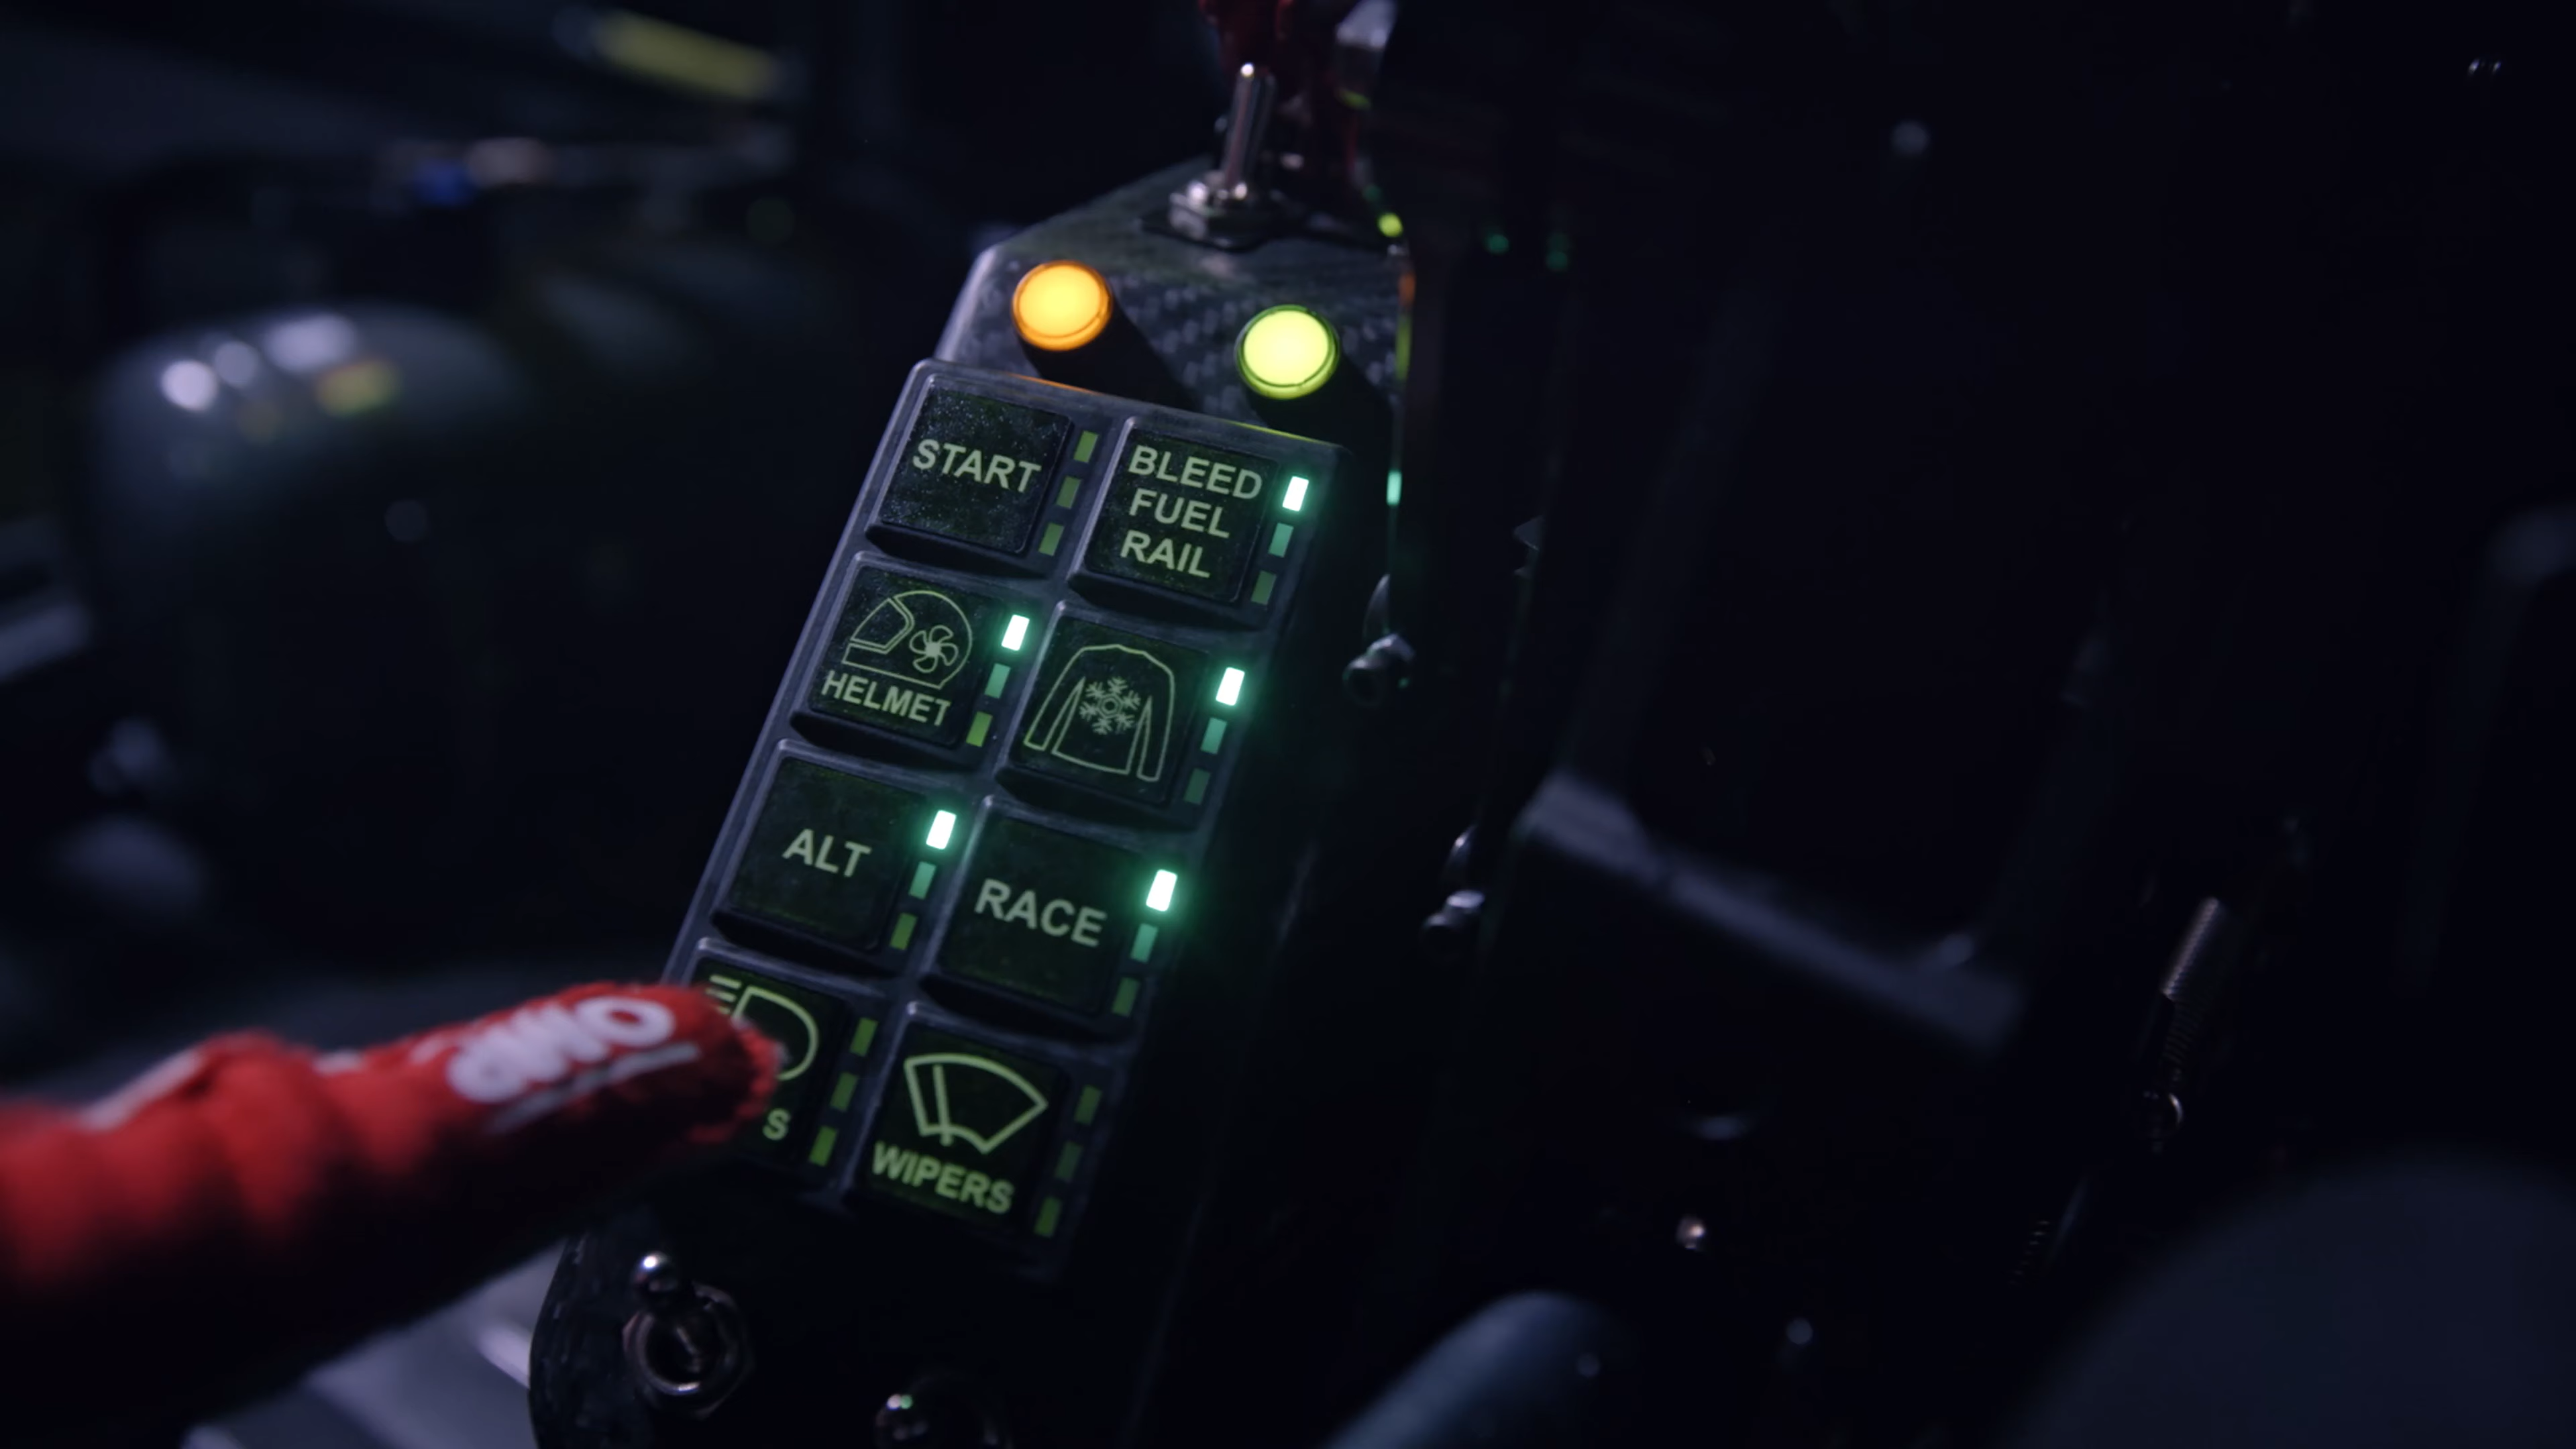 START
BLEED
FUEL
RAIL
HELMET
ALT
RACE
S
WIPERS
OMP